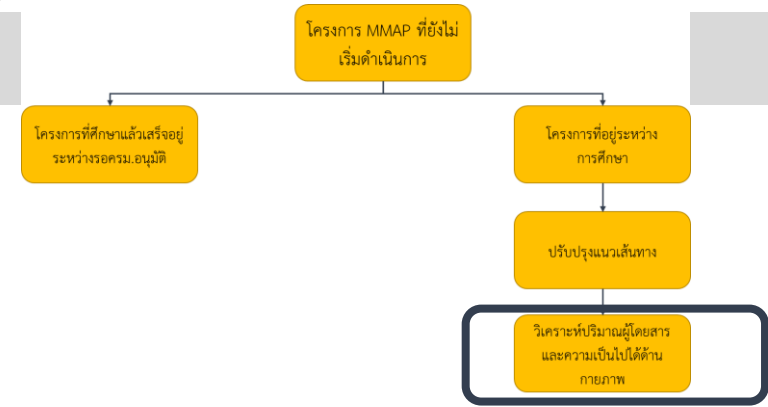 โครงการ MMAP ที่ยังไม่
เริ่มดำเนินการ
โครงการที่ศึกษาแล้วเสร็จอยู่
ระหว่างรอครม.อนุมัติ
โครงการที่อยู่ระหว่าง
การศึกษา
ปรับปรุงแนวเส้นทาง
วิเคราะห์ปริมาณผู้โดยสาร
และความเป็นไปได้ด้าน
กายภาพ